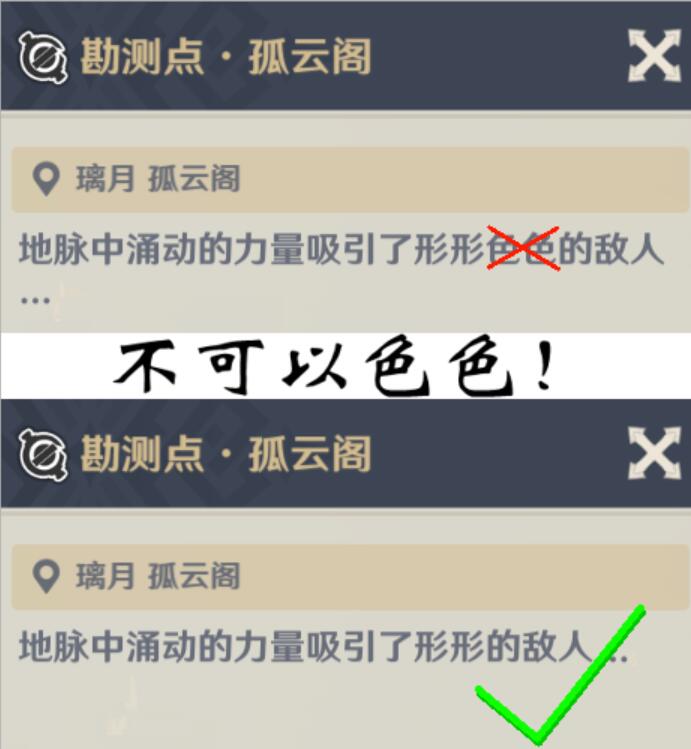 勘测点·孤云阁
璃月 孤云阁
地脉中涌动的力量吸引了形形色色的敌人
...
不可以色色！
勘测点·孤云阁
璃月 孤云阁
地脉中涌动的力量吸引了形形的敌人...